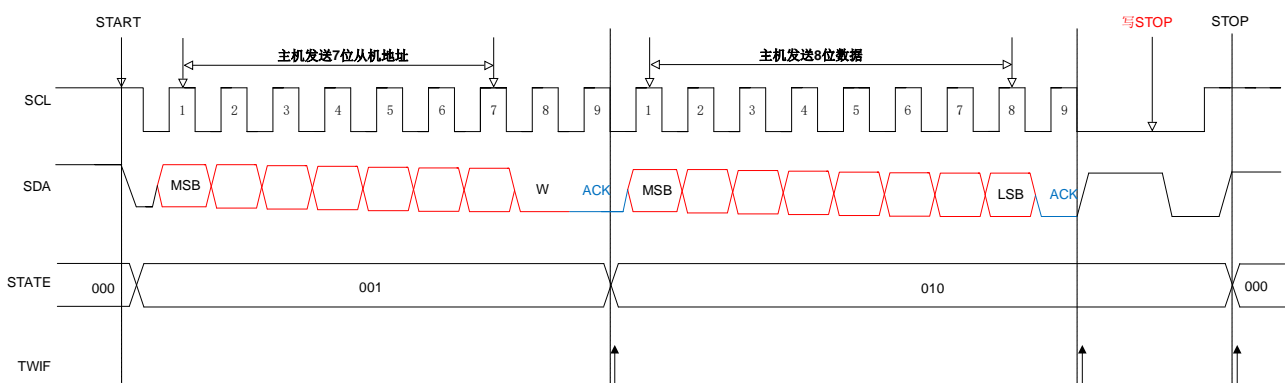 START
写STOP
STOP
主机发送7位从机地址
主机发送8位数据
SCL
1 2 3 4 5 6 7 8 9 1 2 3 4 5 6 7 8 9
SDA
MSB W ACK MSB LSB ACK
STATE
000 001 010 000
TWIF